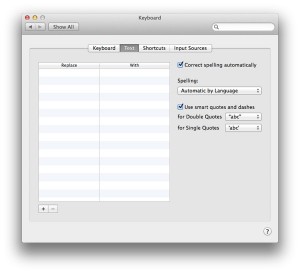 Keyboard
Show All
Keyboard Text Shortcuts Input Sources
Replace With
Correct spelling automatically
Spelling:
Automatic by Language
Use smart quotes and dashes
for Double Quotes “abc”
for Single Quotes ‘abc’
+ −
?